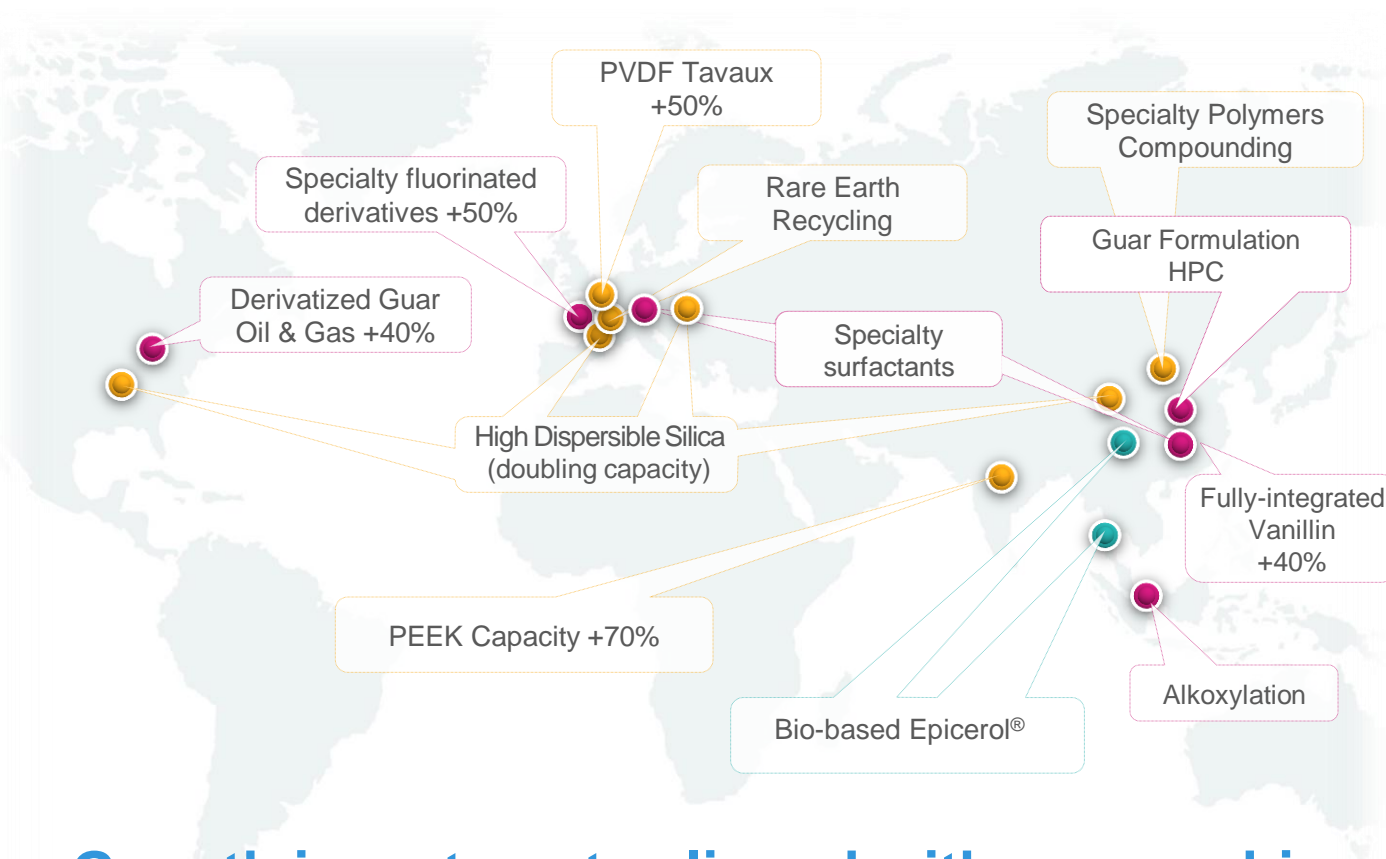 PVDF Tavaux
+50%
Specialty Polymers
Compounding
Specialty fluorinated
derivatives +50%
Rare Earth
Recycling
Guar Formulation
HPC
Derivatized Guar
Oil & Gas +40%
Specialty
surfactants
High Dispersible Silica
(doubling capacity)
Fully-integrated
Vanillin
+40%
PEEK Capacity +70%
Alkoxylation
Bio-based Epicerol®